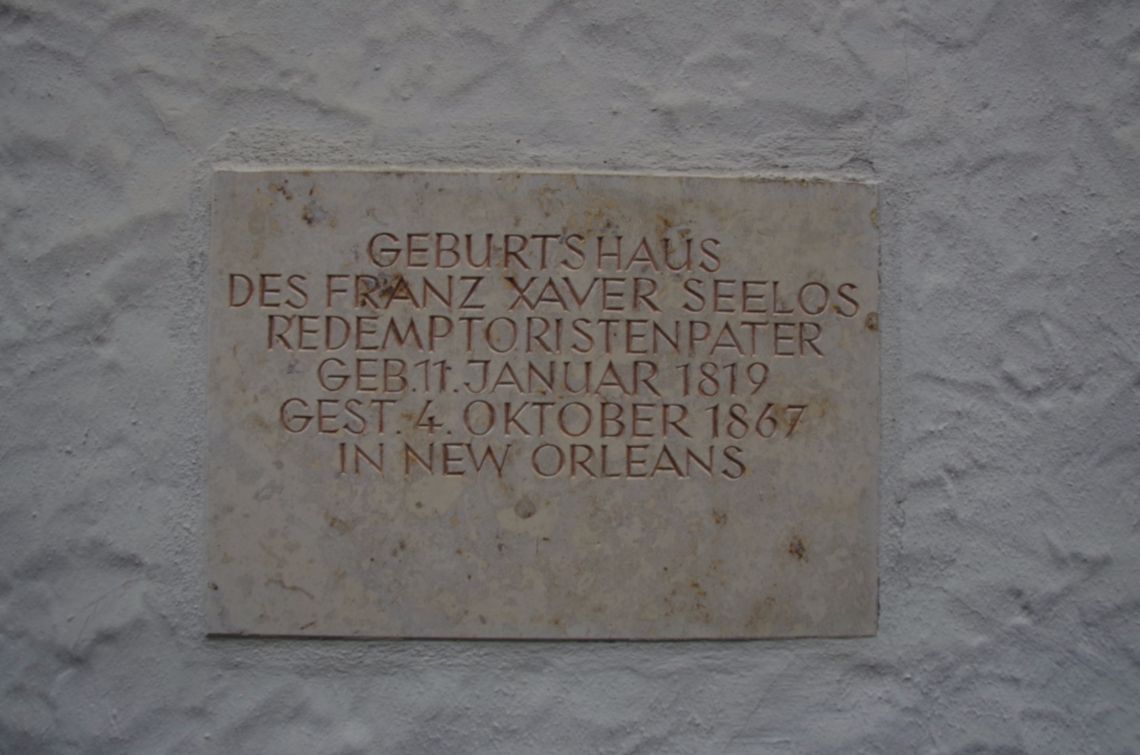 GEBURTSHAUS
DES FRANZ XAVER SEELOS
REDEMPTORISTENPATER
GEB.11.JANUAR 1819
GEST. 4.OKTOBER 1867
IN NEW ORLEANS